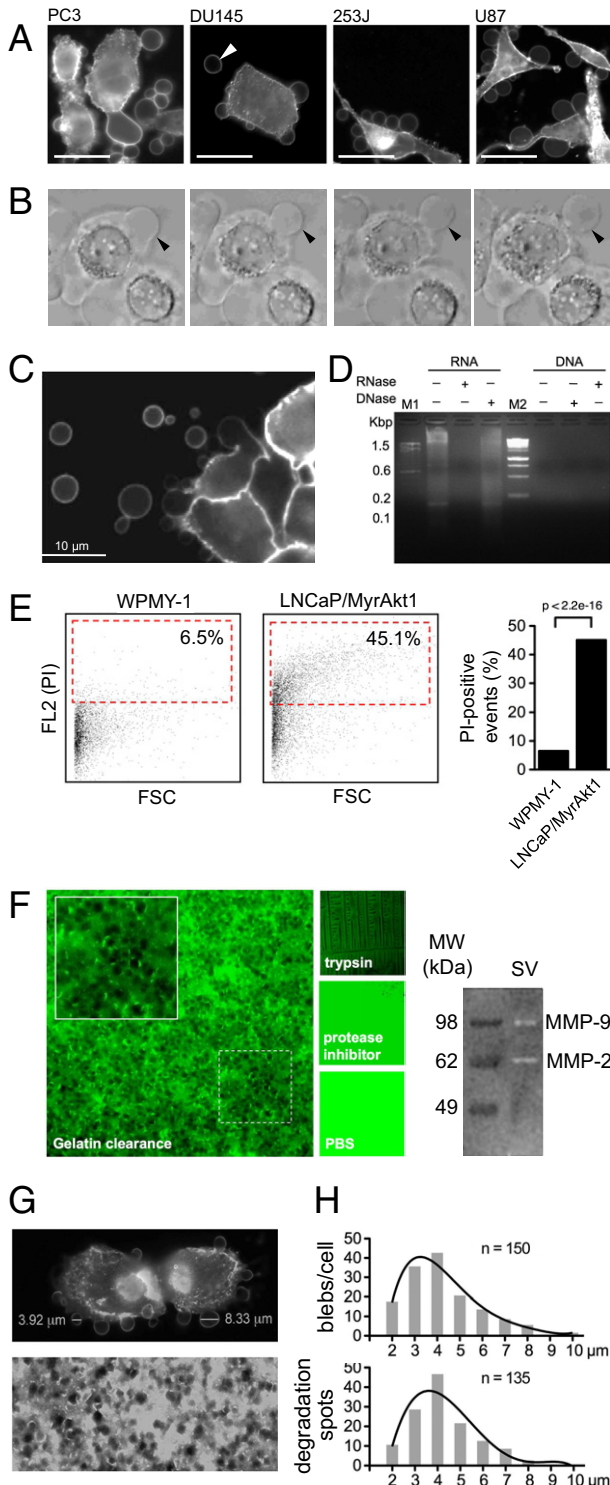 A
PC3 DU145 253J U87
B
C
10 µm
D
RNA DNA
RNase – + – – – +
DNase – – + – + –
M1 M2
Kbp
1.5
0.6
0.2
0.1
E
WPMY-1 LNCaP/MyrAkt1
6.5% 45.1%
FL2 (PI)
FSC FSC
p < 2.2e-16
PI-positive
events (%)
50
40
30
20
10
0
WPMY-1
LNCaP/MyrAkt1
F
Gelatin clearance
trypsin
protease
inhibitor
PBS
MW
(kDa) SV
98 MMP-9
62 MMP-2
49
G
3.92 µm 8.33 µm
H
blebs/cell
50
40
30
20
10
0
n = 150
2 3 4 5 6 7 8 9 10 µm
degradation
spots
50
40
30
20
10
0
n = 135
2 3 4 5 6 7 8 9 10 µm